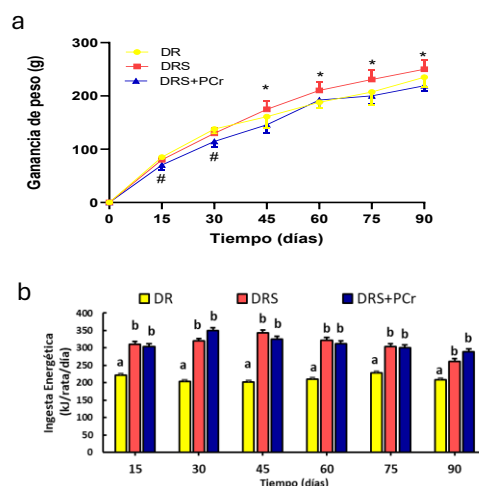 a
Ganancia de peso (g)
300
200
100
0
DR
DRS
DRS+PCr
* * * *
# #
0 15 30 45 60 75 90
Tiempo (días)
b
DR DRS DRS+PCr
Ingesta Energética
(kJ/rata/día)
400
350
300
250
200
150
100
50
0
a b b a b b a b b a b b a b b a b b
15 30 45 60 75 90
Tiempo (días)